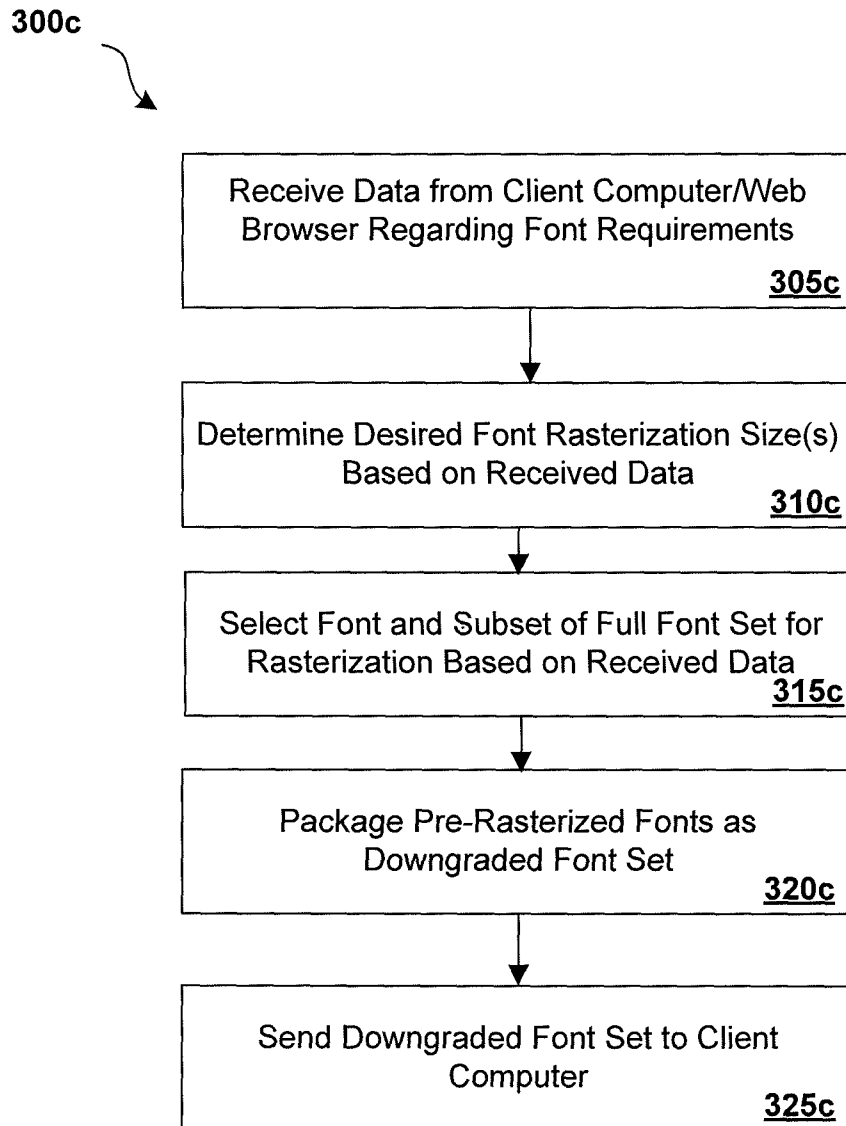 300c
Receive Data from Client Computer/Web
Browser Regarding Font Requirements
305c
Determine Desired Font Rasterization Size(s)
Based on Received Data
310c
Select Font and Subset of Full Font Set for
Rasterization Based on Received Data
315c
Package Pre-Rasterized Fonts as
Downgraded Font Set
320c
Send Downgraded Font Set to Client
Computer
325c